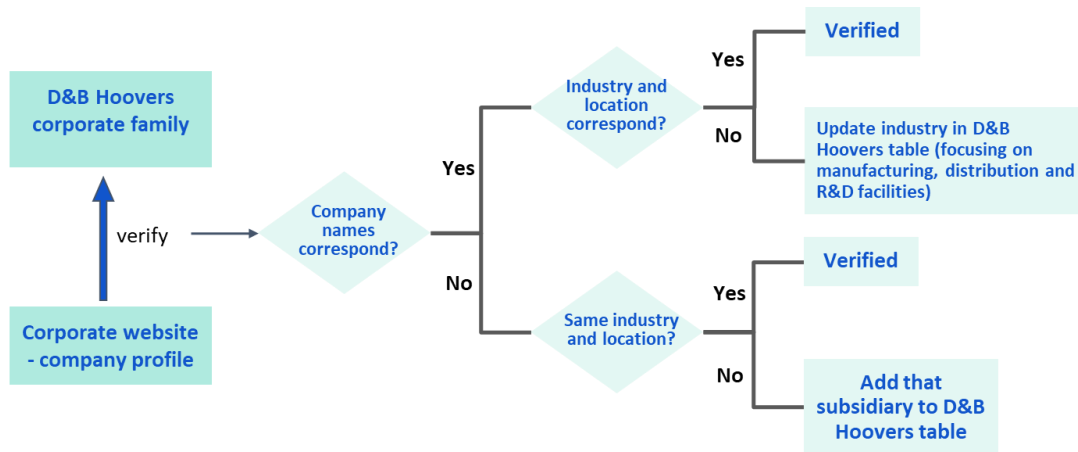 D&B Hoovers
corporate family
verify
Corporate website
- company profile
Company
names
correspond?
Yes
No
Industry and
location
correspond?
Yes
No
Verified
Update industry in D&B
Hoovers table (focusing on
manufacturing, distribution and
R&D facilities)
Same industry
and location?
Yes
No
Verified
Add that
subsidiary to D&B
Hoovers table